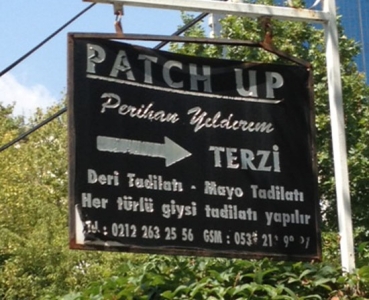 PATCH UP
Perihan Yıldırım
TERZİ
Deri Tadilatı - Mayo Tadilatı
Her türlü giysi tadilatı yapılır
Tel : 0212 263 25 56 GSM :